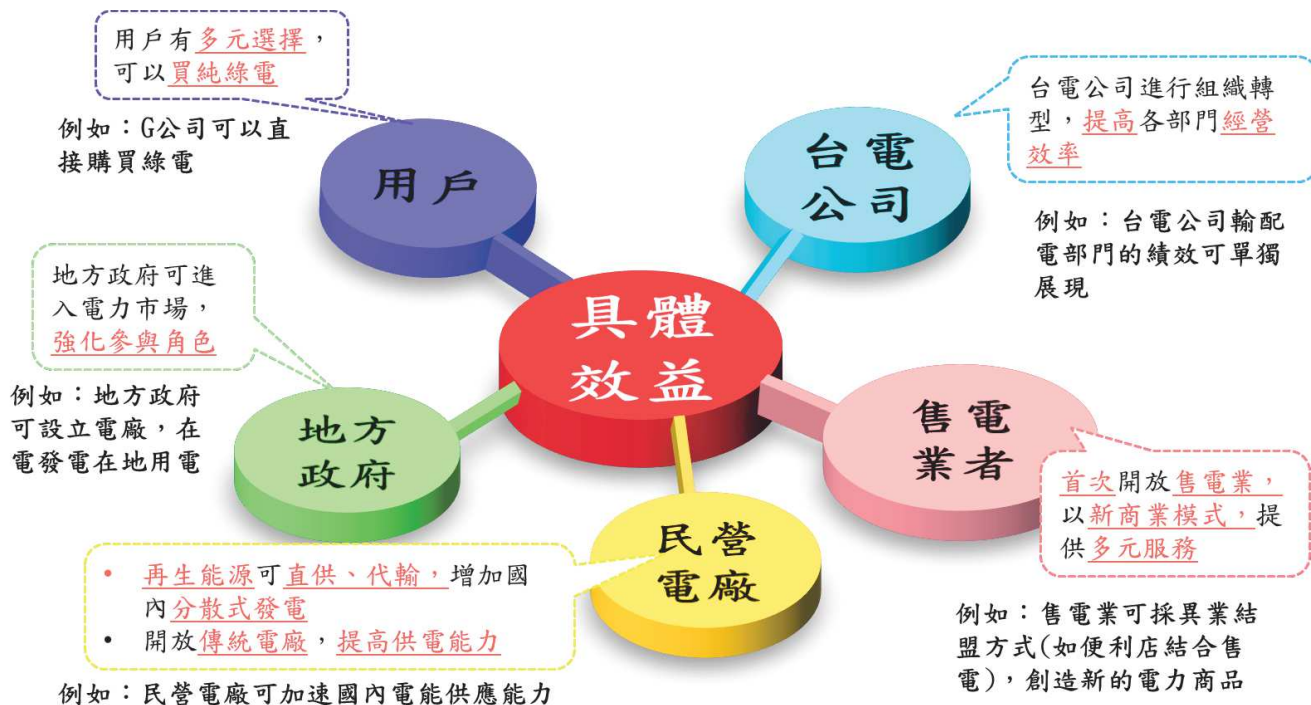 用戶有多元選擇，
可以買純綠電
例如：G公司可以直
接購買綠電
用戶
台電
公司
台電公司進行組織轉
型，提高各部門經營
效率
例如：台電公司輸配
電部門的績效可單獨
展現
具體
效益
地方政府可進
入電力市場，
強化參與角色
例如：地方政府
可設立電廠，在
電發電在地用電
地方
政府
售電
業者
首次開放售電業，
以新商業模式，提
供多元服務
例如：售電業可採異業結
盟方式(如便利店結合售
電)，創造新的電力商品
民營
電廠
• 再生能源可直供、代輸，增加國
內分散式發電
• 開放傳統電廠，提高供電能力
例如：民營電廠可加速國內電能供應能力